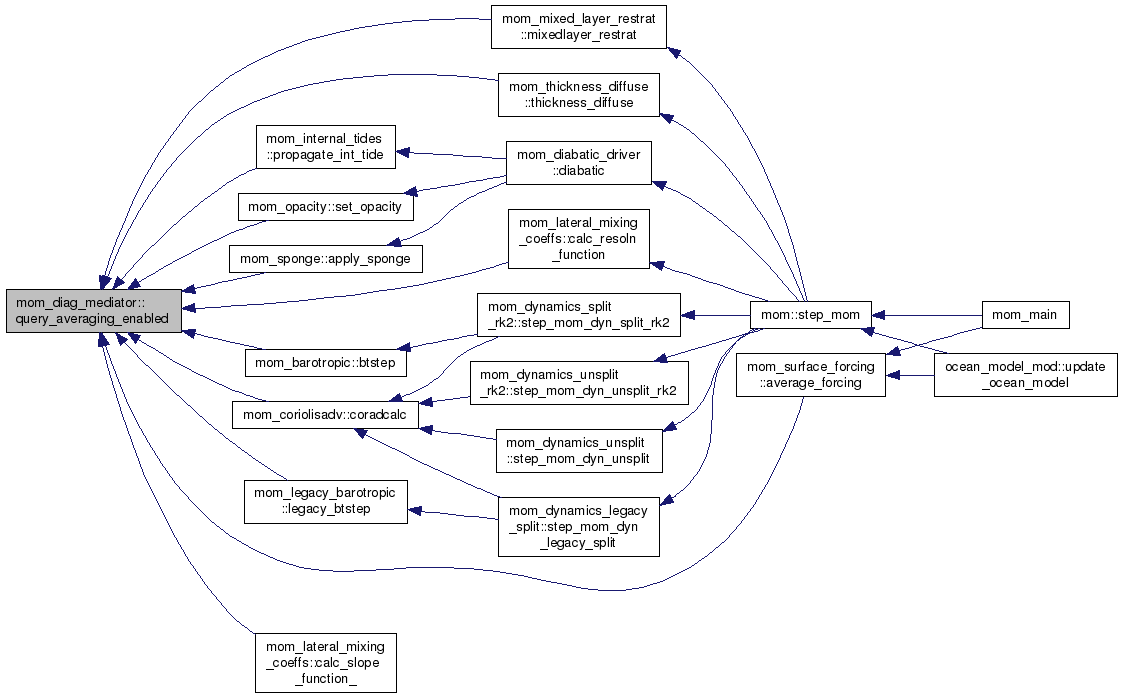 mom_mixed_layer_restrat
::mixedlayer_restrat
mom_thickness_diffuse
::thickness_diffuse
mom_internal_tides
::propagate_int_tide
mom_diabatic_driver
::diabatic
mom_opacity::set_opacity
mom_lateral_mixing
_coeffs::calc_resoln
_function
mom_sponge::apply_sponge
mom_diag_mediator::
query_averaging_enabled
mom_dynamics_split
_rk2::step_mom_dyn_split_rk2
mom::step_mom
mom_main
mom_barotropic::btstep
mom_dynamics_unsplit
_rk2::step_mom_dyn_unsplit_rk2
mom_surface_forcing
::average_forcing
ocean_model_mod::update
_ocean_model
mom_coriolisadv::coradcalc
mom_dynamics_unsplit
::step_mom_dyn_unsplit
mom_legacy_barotropic
::legacy_btstep
mom_dynamics_legacy
_split::step_mom_dyn
_legacy_split
mom_lateral_mixing
_coeffs::calc_slope
_function_